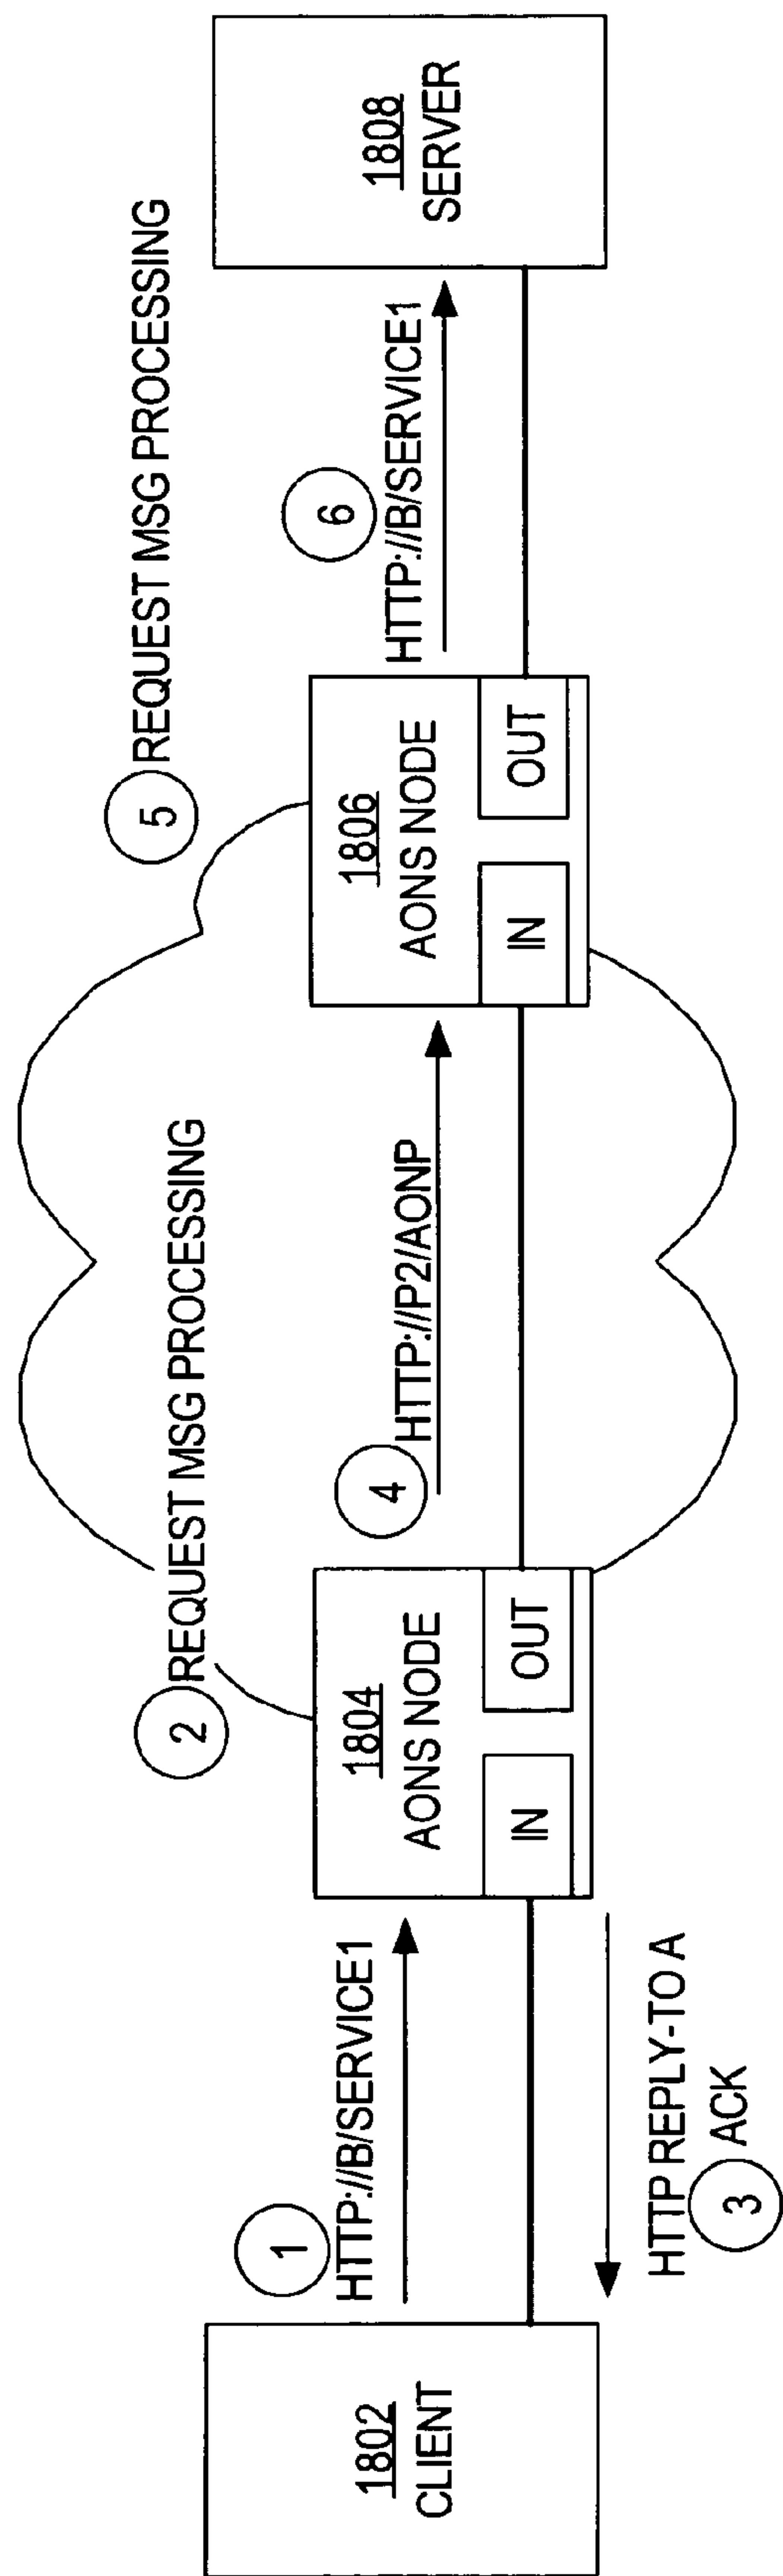 1802
CLIENT
1
HTTP://B/SERVICE1
HTTP REPLY-TO A
3 ACK
2 REQUEST MSG PROCESSING
1804
AONS NODE
IN
OUT
4
HTTP://P2/AONP
5 REQUEST MSG PROCESSING
1806
AONS NODE
IN
OUT
6
HTTP://B/SERVICE1
1808
SERVER